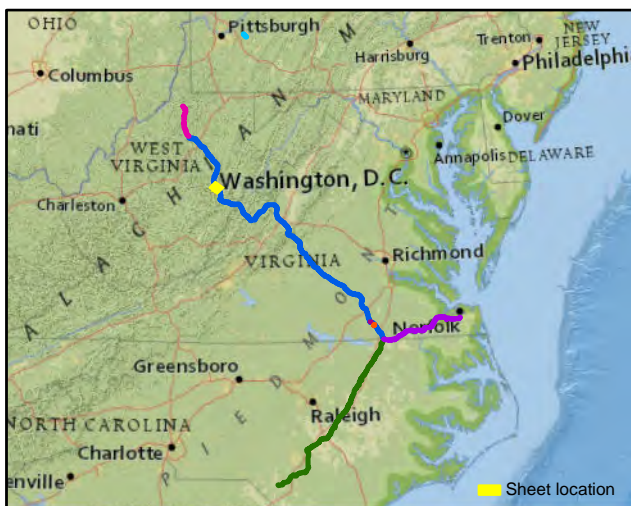 OHIO
Pittsburgh
Harrisburg
Trenton
NEW
JERSEY
Philadelphia
Columbus
MARYLAND
Dover
nati
WEST
VIRGINIA
Annapolis
DELAWARE
Washington, D.C.
Charleston
VIRGINIA
Richmond
Norfolk
A L A C H I A N M
O N T
P I E D M O N T
Greensboro
Raleigh
NORTH CAROLINA
Charlotte
enville
Sheet location